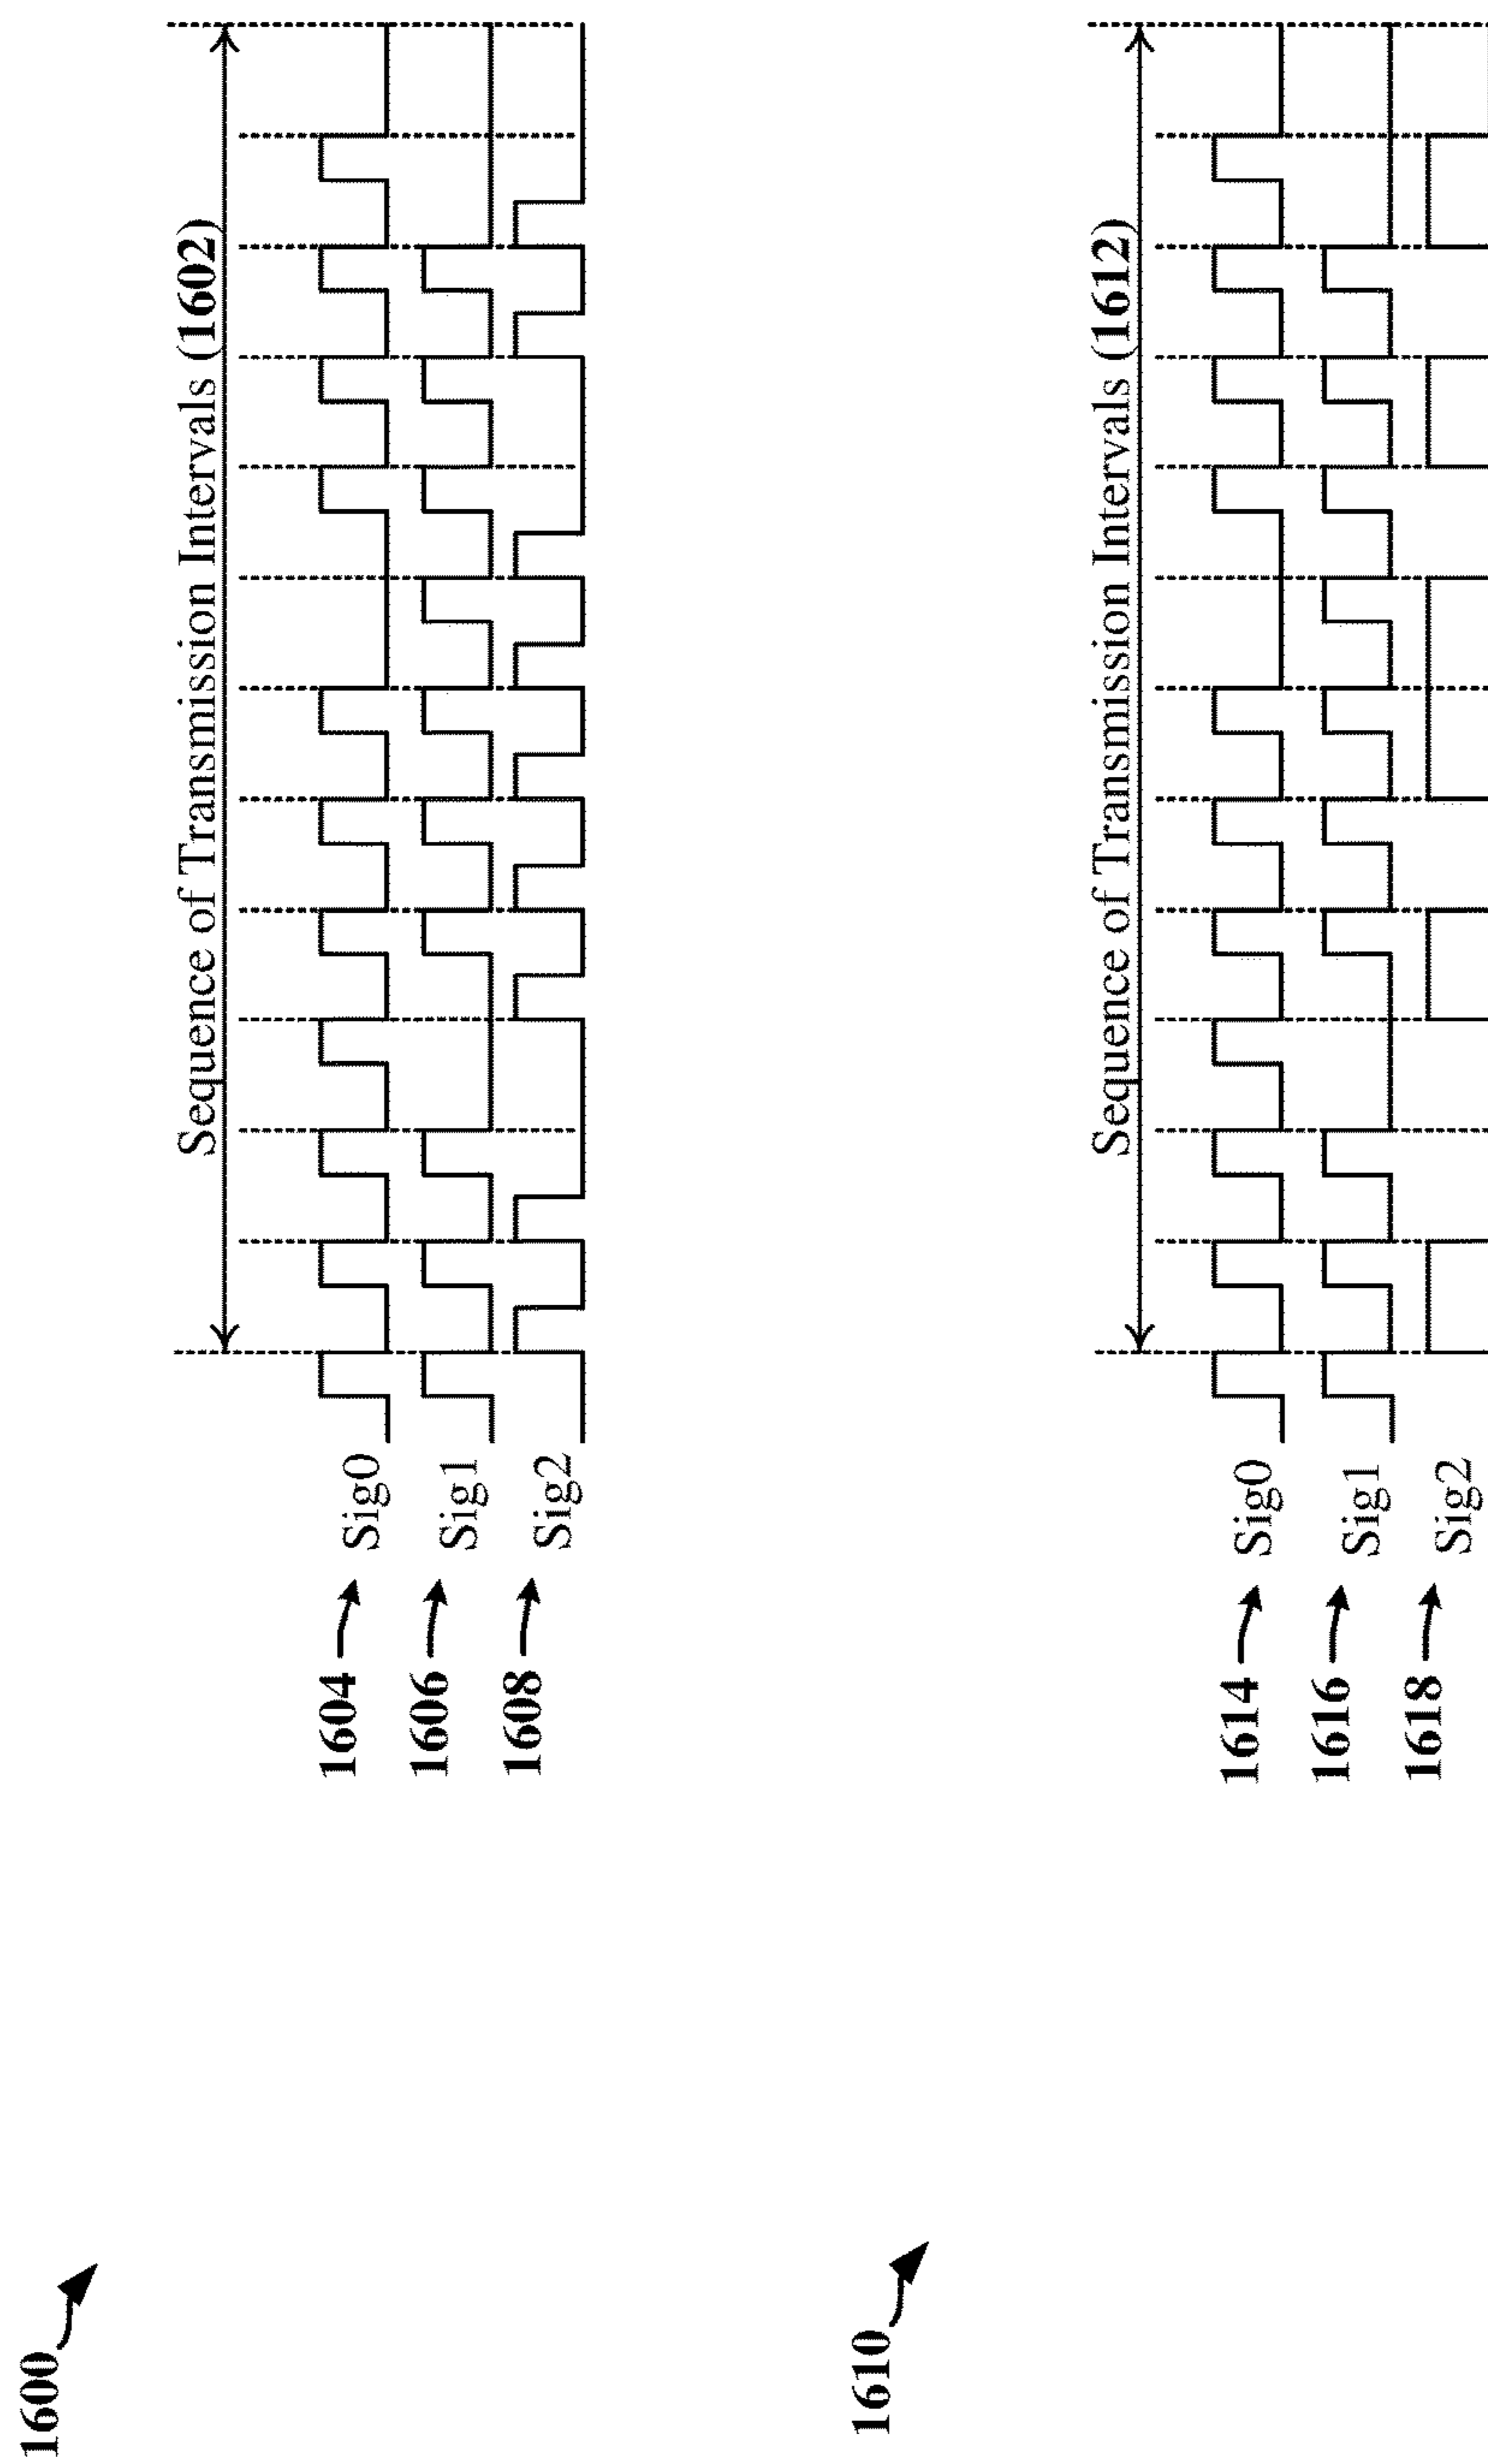 1600
Sequence of Transmission Intervals (1602)
1604 Sig0
1606 Sig1
1608 Sig2
1610
Sequence of Transmission Intervals (1612)
1614 Sig0
1616 Sig1
1618 Sig2